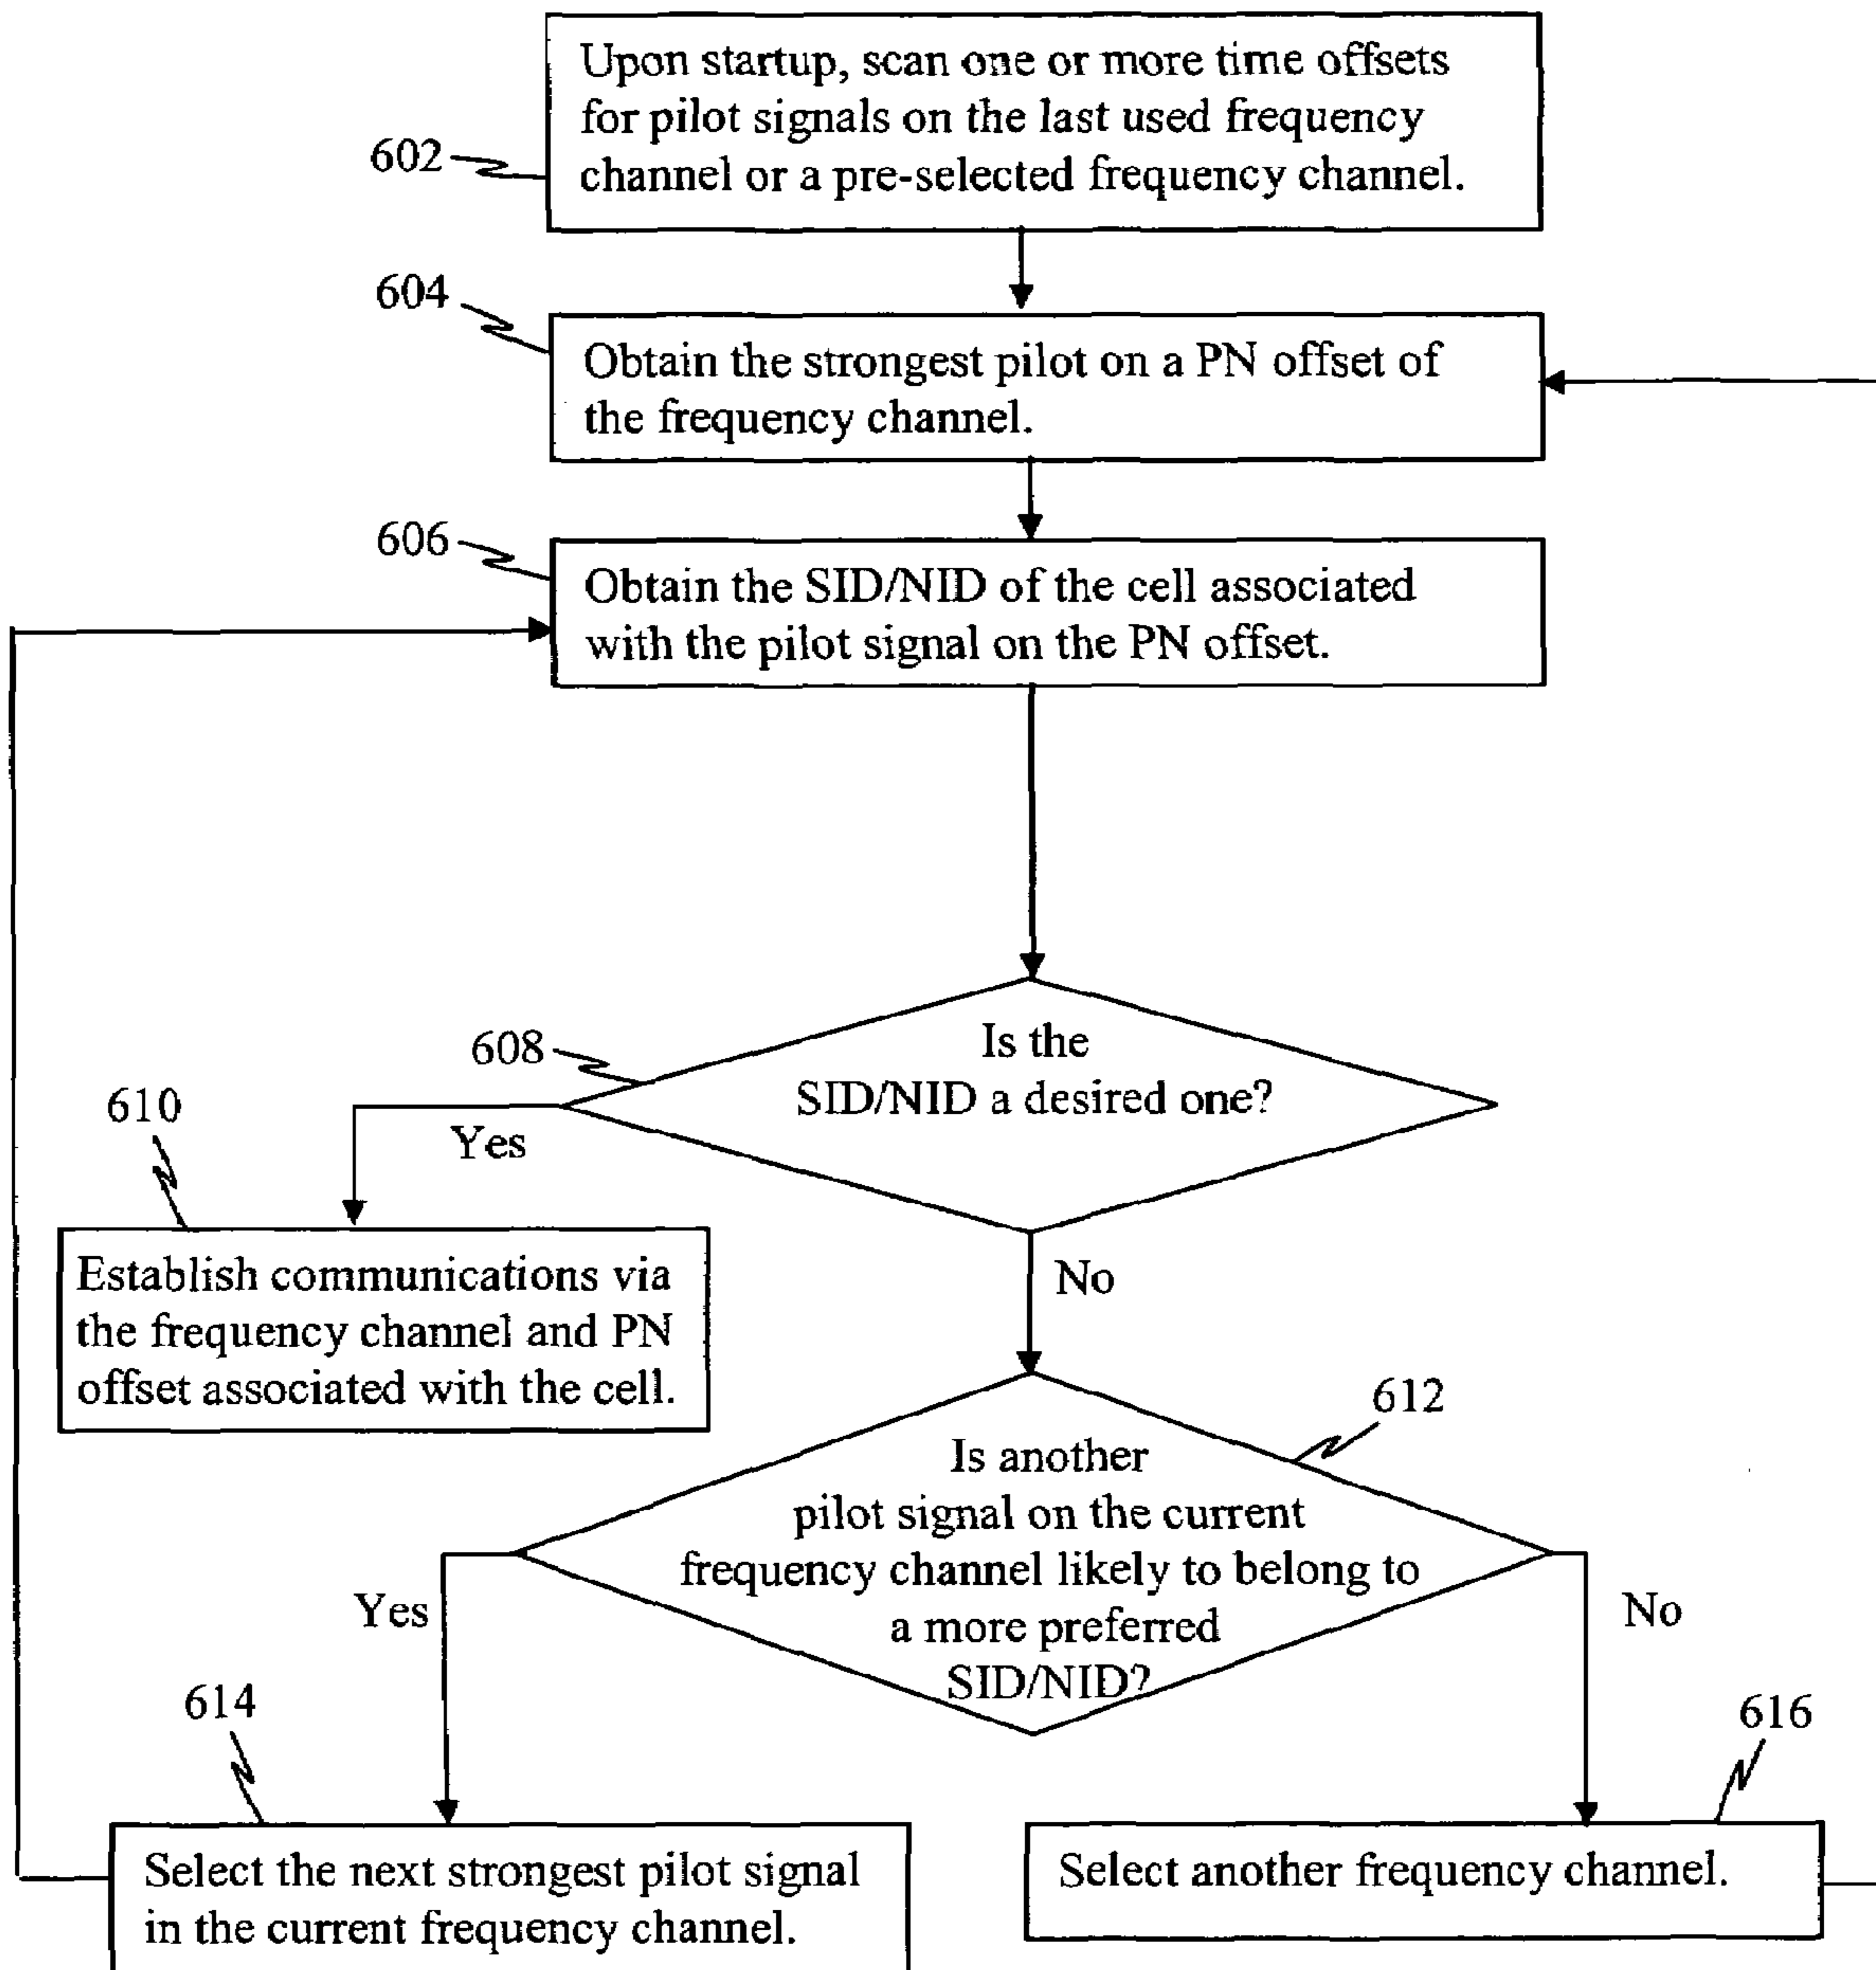 Upon startup, scan one or more time offsets
for pilot signals on the last used frequency
channel or a pre-selected frequency channel.
602
604
Obtain the strongest pilot on a PN offset of
the frequency channel.
606
Obtain the SID/NID of the cell associated
with the pilot signal on the PN offset.
608
Is the
SID/NID a desired one?
610
Yes
Establish communications via
the frequency channel and PN
offset associated with the cell.
No
612
Is another
pilot signal on the current
frequency channel likely to belong to
a more preferred
SID/NID?
Yes
No
614
616
Select the next strongest pilot signal
in the current frequency channel.
Select another frequency channel.